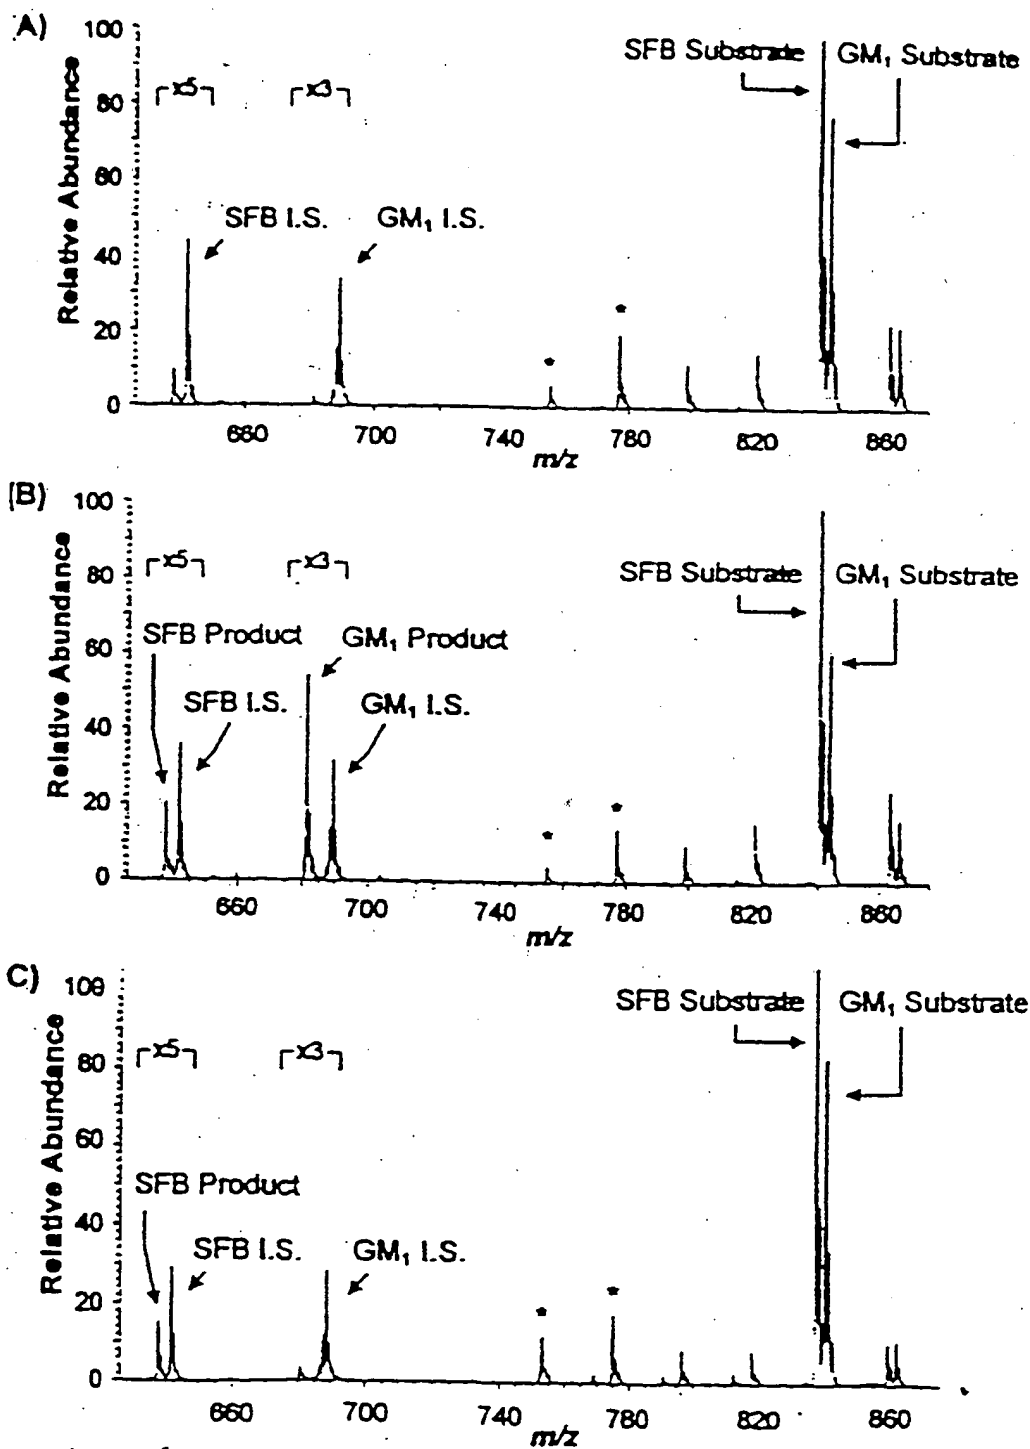 A)
Relative Abundance
100
80
60
40
20
0
x5
x3
SFB I.S.
GM₁ I.S.
*
*
SFB Substrate
GM₁ Substrate
660 700 740 780 820 860
m/z
(B)
Relative Abundance
100
80
60
40
20
0
x5
x3
SFB Product
GM₁ Product
SFB I.S.
GM₁ I.S.
*
*
SFB Substrate
GM₁ Substrate
660 700 740 780 820 860
m/z
C)
Relative Abundance
100
80
60
40
20
0
x5
x3
SFB Product
SFB I.S.
GM₁ I.S.
*
*
SFB Substrate
GM₁ Substrate
660 700 740 780 820 860
m/z